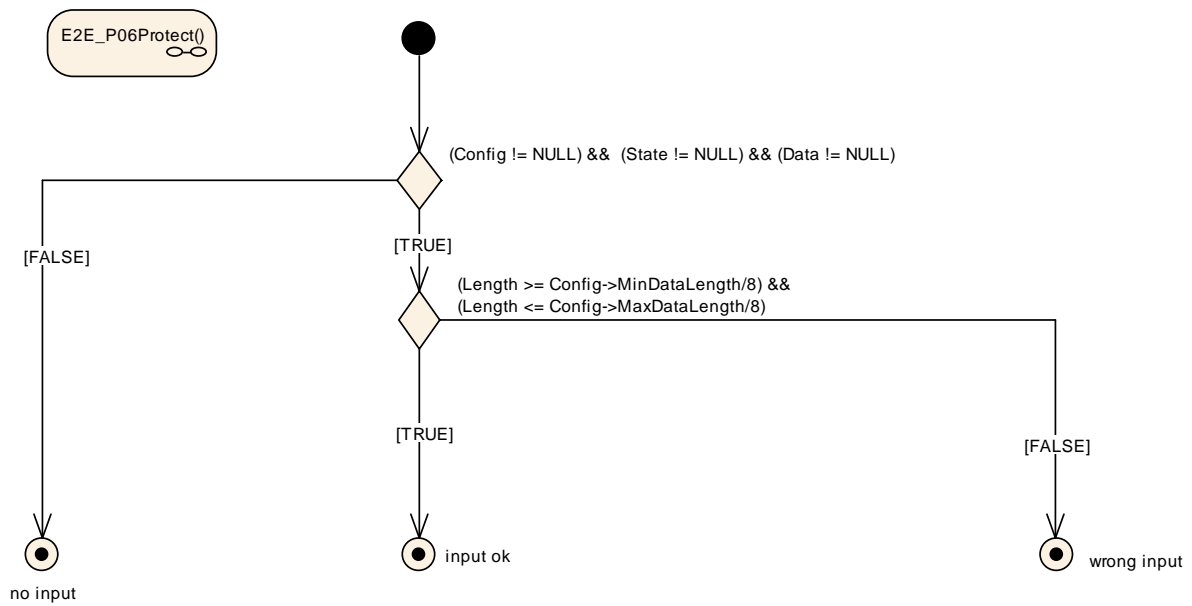 E2E_P06Protect()
(Config != NULL) &&  (State != NULL) && (Data != NULL)
[FALSE]
[TRUE]
(Length >= Config->MinDataLength/8) &&
(Length <= Config->MaxDataLength/8)
[TRUE]
[FALSE]
no input
input ok
wrong input